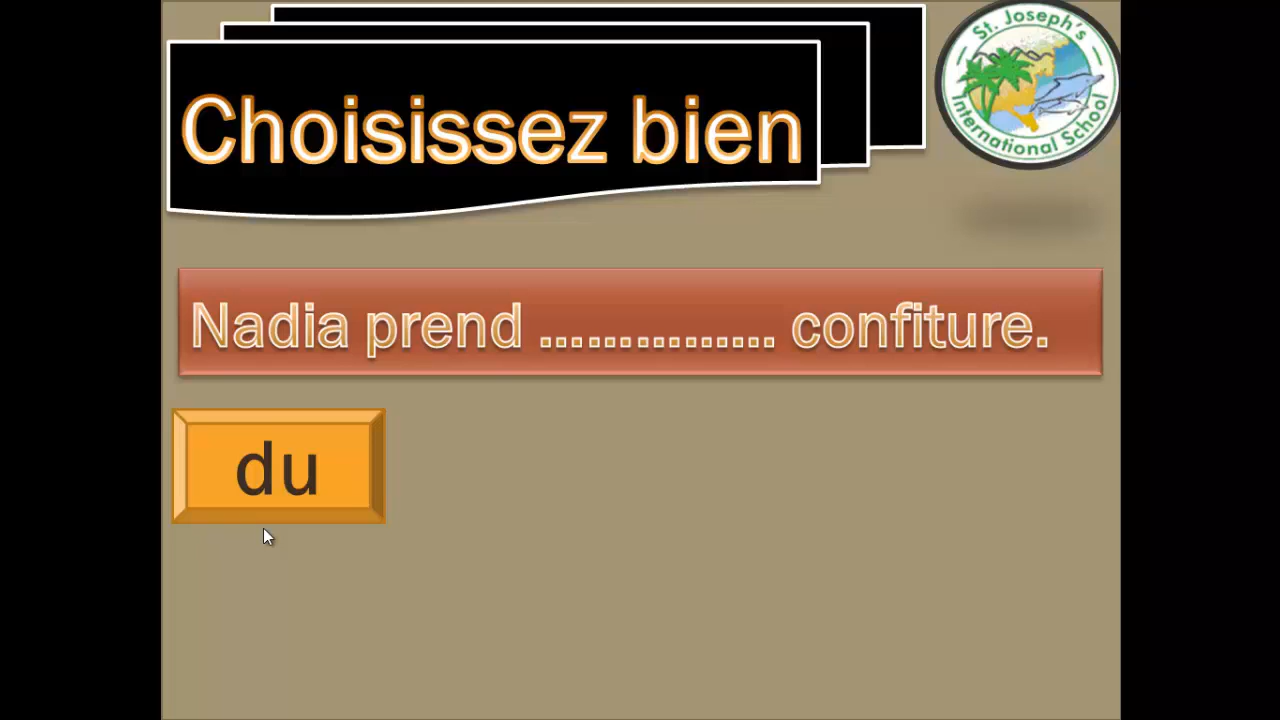 St. Joseph's
International School
Choisissez bien
Nadia prend ............... confiture.
du